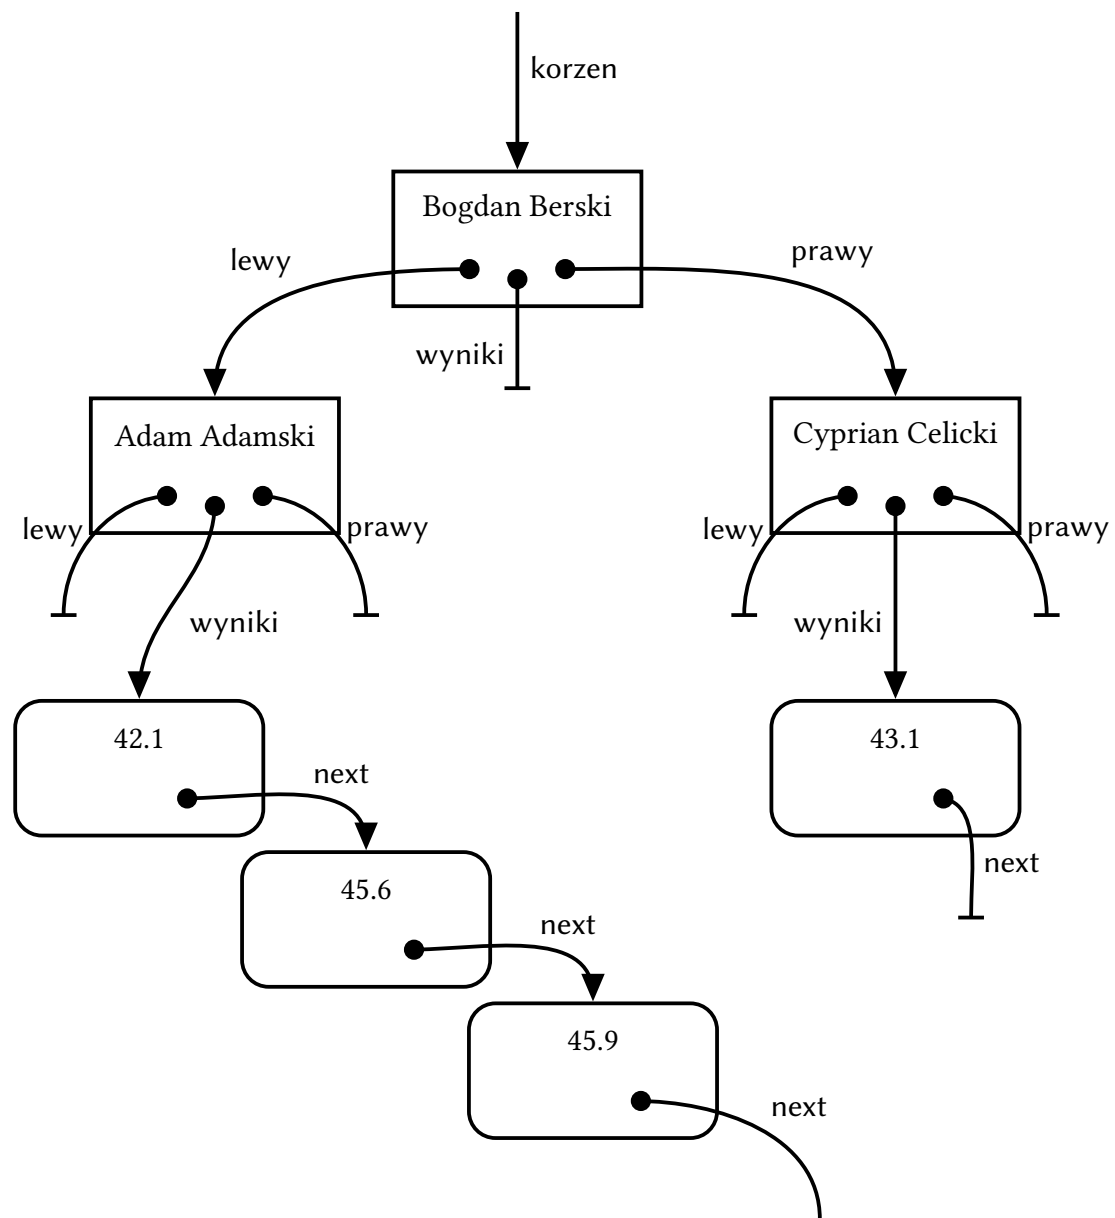 korzen
Bogdan Berski
lewy
prawy
wyniki
Adam Adamski
Cyprian Celicki
lewy
prawy
lewy
prawy
wyniki
wyniki
42.1
43.1
next
next
45.6
next
45.9
next